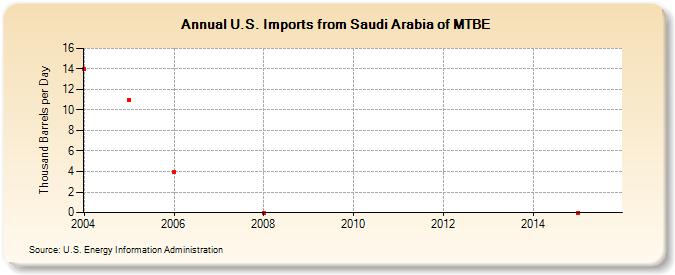 Annual U.S. Imports from Saudi Arabia of MTBE
Thousand Barrels per Day
16
14
12
10
8
6
4
2
0
2004 2006 2008 2010 2012 2014
Source: U.S. Energy Information Administration